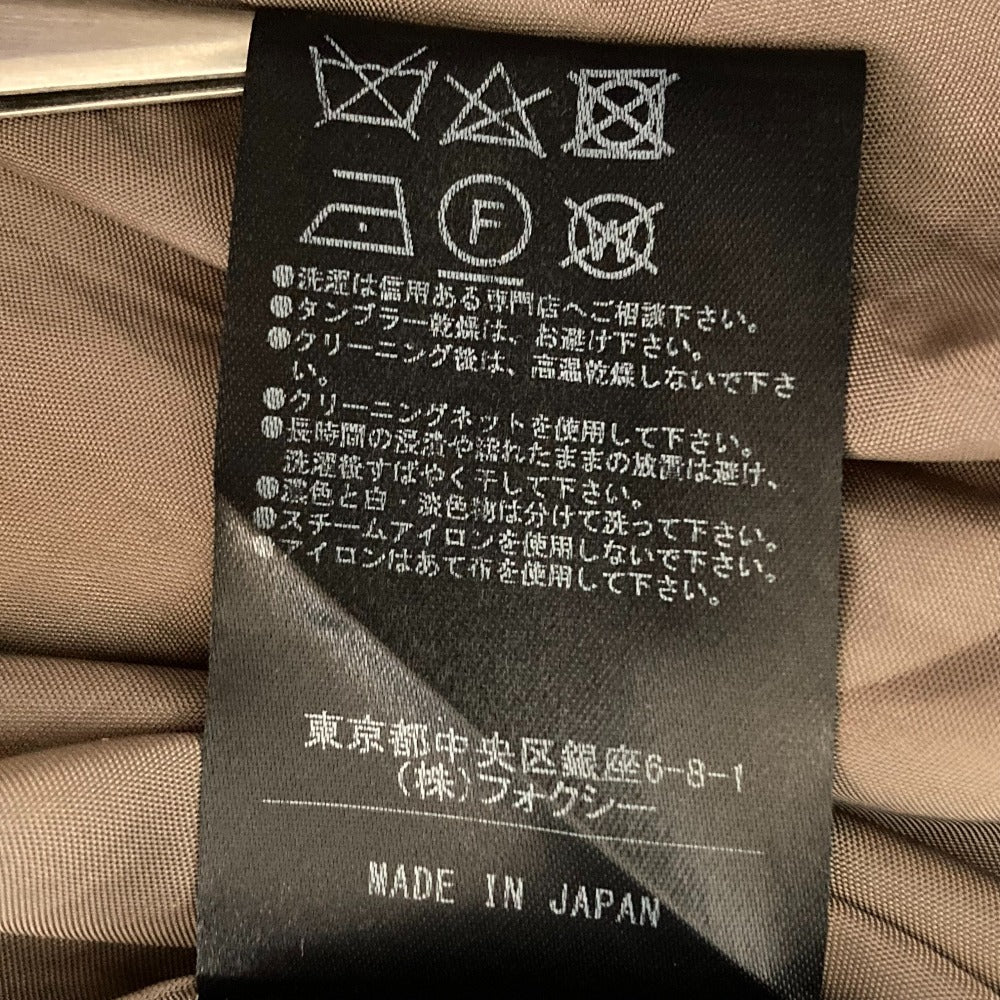 F
W
●洗濯は信用ある専門店へご相談下さい。
●タンブラー乾燥は、お避け下さい。
●クリーニング後は、高温乾燥しないで下さ
い。
●クリーニングネットを使用して下さい。
●長時間の浸漬や濡れたままの放置は避け、
洗濯後すばやく干して下さい。
●濃色と白・淡色物は分けて洗って下さい。
●スチームアイロンを使用しないで下さい。
アイロンはあて布を使用して下さい。
東京都中央区銀座6-8-1
(株)フォクシー
MADE IN JAPAN